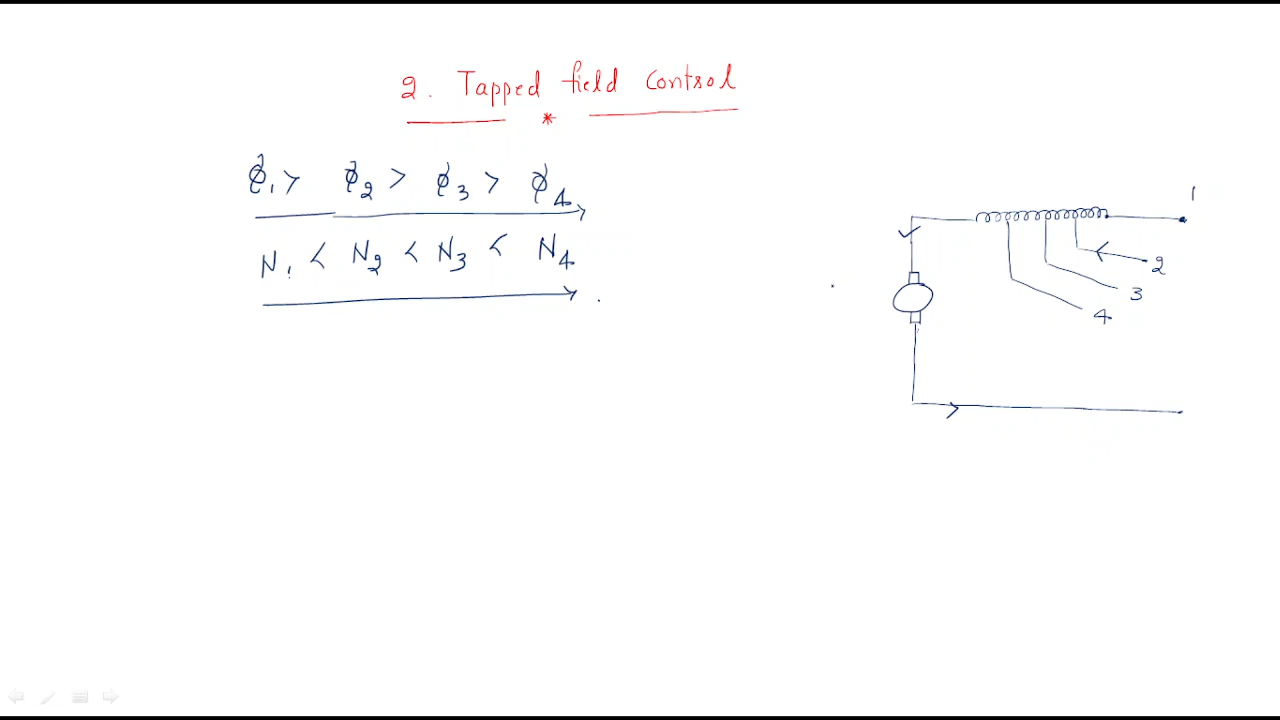 2. Tapped field control
*
ϕ1 > ϕ2 > ϕ3 > ϕ4
N1 < N2 < N3 < N4
1
2
3
4